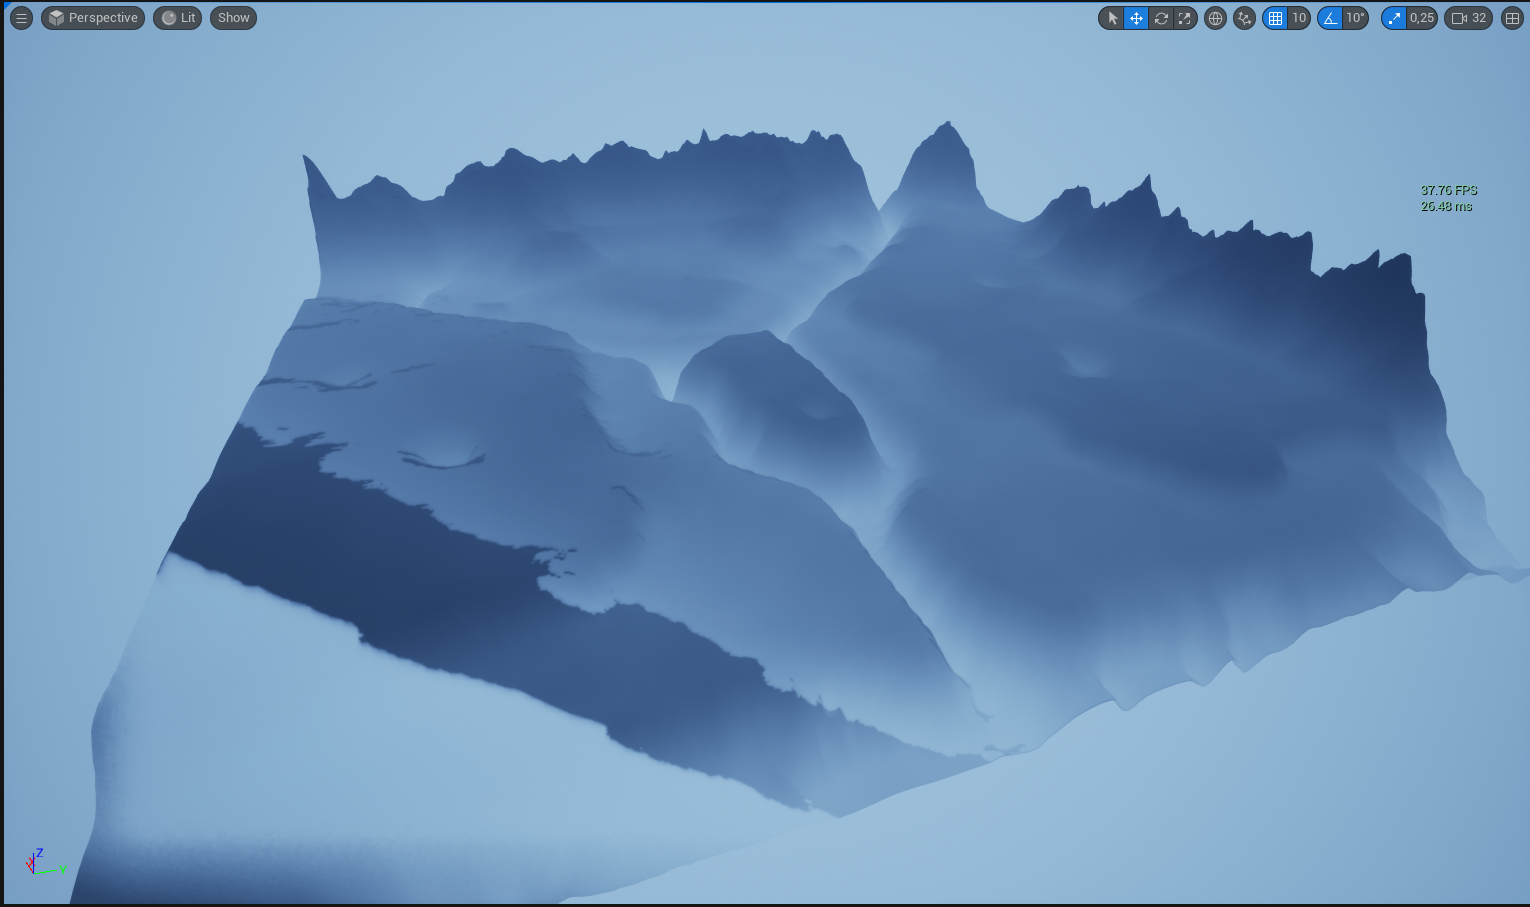 Perspective Lit Show 10 10° 0,25 32
37.76 FPS
26.48 ms
Z
X
Y